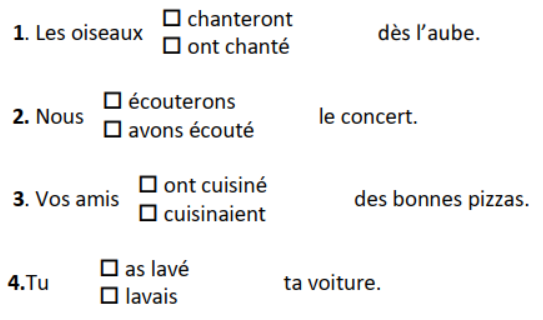 1. Les oiseaux ☐ chanteront dès l’aube.
☐ ont chanté
2. Nous ☐ écouterons le concert.
☐ avons écouté
3. Vos amis ☐ ont cuisiné des bonnes pizzas.
☐ cuisinaient
4.Tu ☐ as lavé ta voiture.
☐ lavais